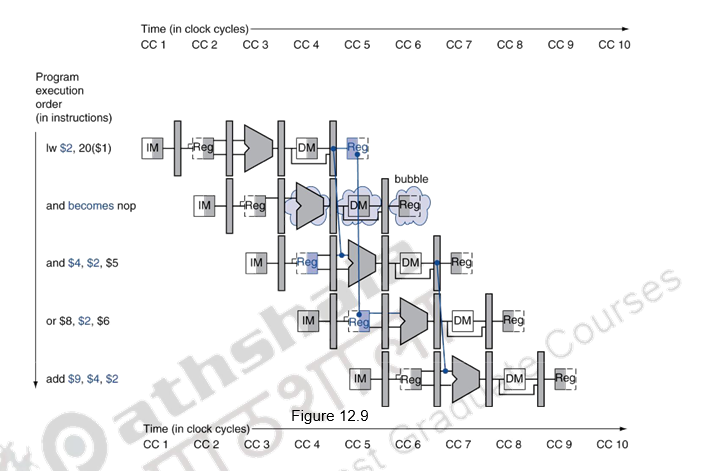 Time (in clock cycles)
CC 1 CC 2 CC 3 CC 4 CC 5 CC 6 CC 7 CC 8 CC 9 CC 10
Program
execution
order
(in instructions)
lw $2, 20($1)
IM Reg DM Reg
bubble
and becomes nop
IM Reg DM Reg
and $4, $2, $5
IM Reg DM Reg
or $8, $2, $6
IM Reg DM Reg
add $9, $4, $2
IM Reg DM Reg
Figure 12.9
Time (in clock cycles)
CC 1 CC 2 CC 3 CC 4 CC 5 CC 6 CC 7 CC 8 CC 9 CC 10
athshala
पाठशाला
Graduate Courses